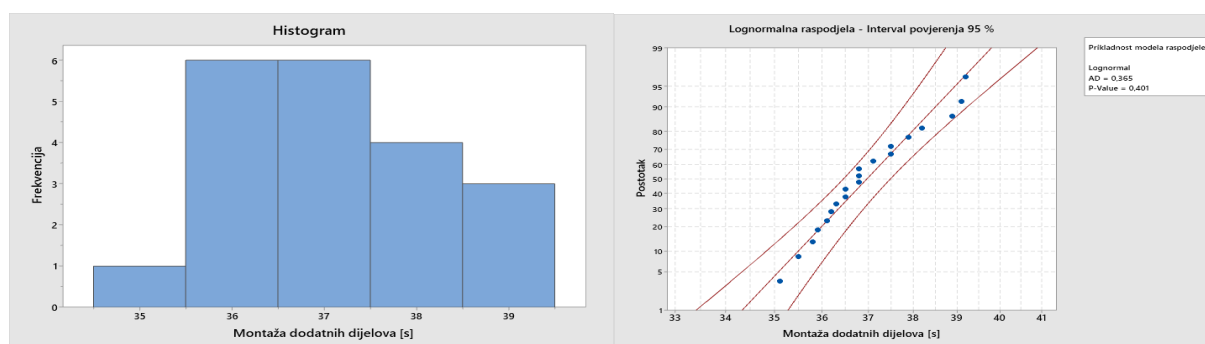 Histogram
Frekvencija
6
5
4
3
2
1
0
35 36 37 38 39
Montaža dodatnih dijelova [s]
Lognormalna raspodjela - Interval povjerenja 95 %
Postotak
99
95
90
80
70
60
50
40
30
20
10
5
1
33 34 35 36 37 38 39 40 41
Montaža dodatnih dijelova [s]
Prikladnost modela raspodjele
Lognormal
AD = 0,365
P-Value = 0,401